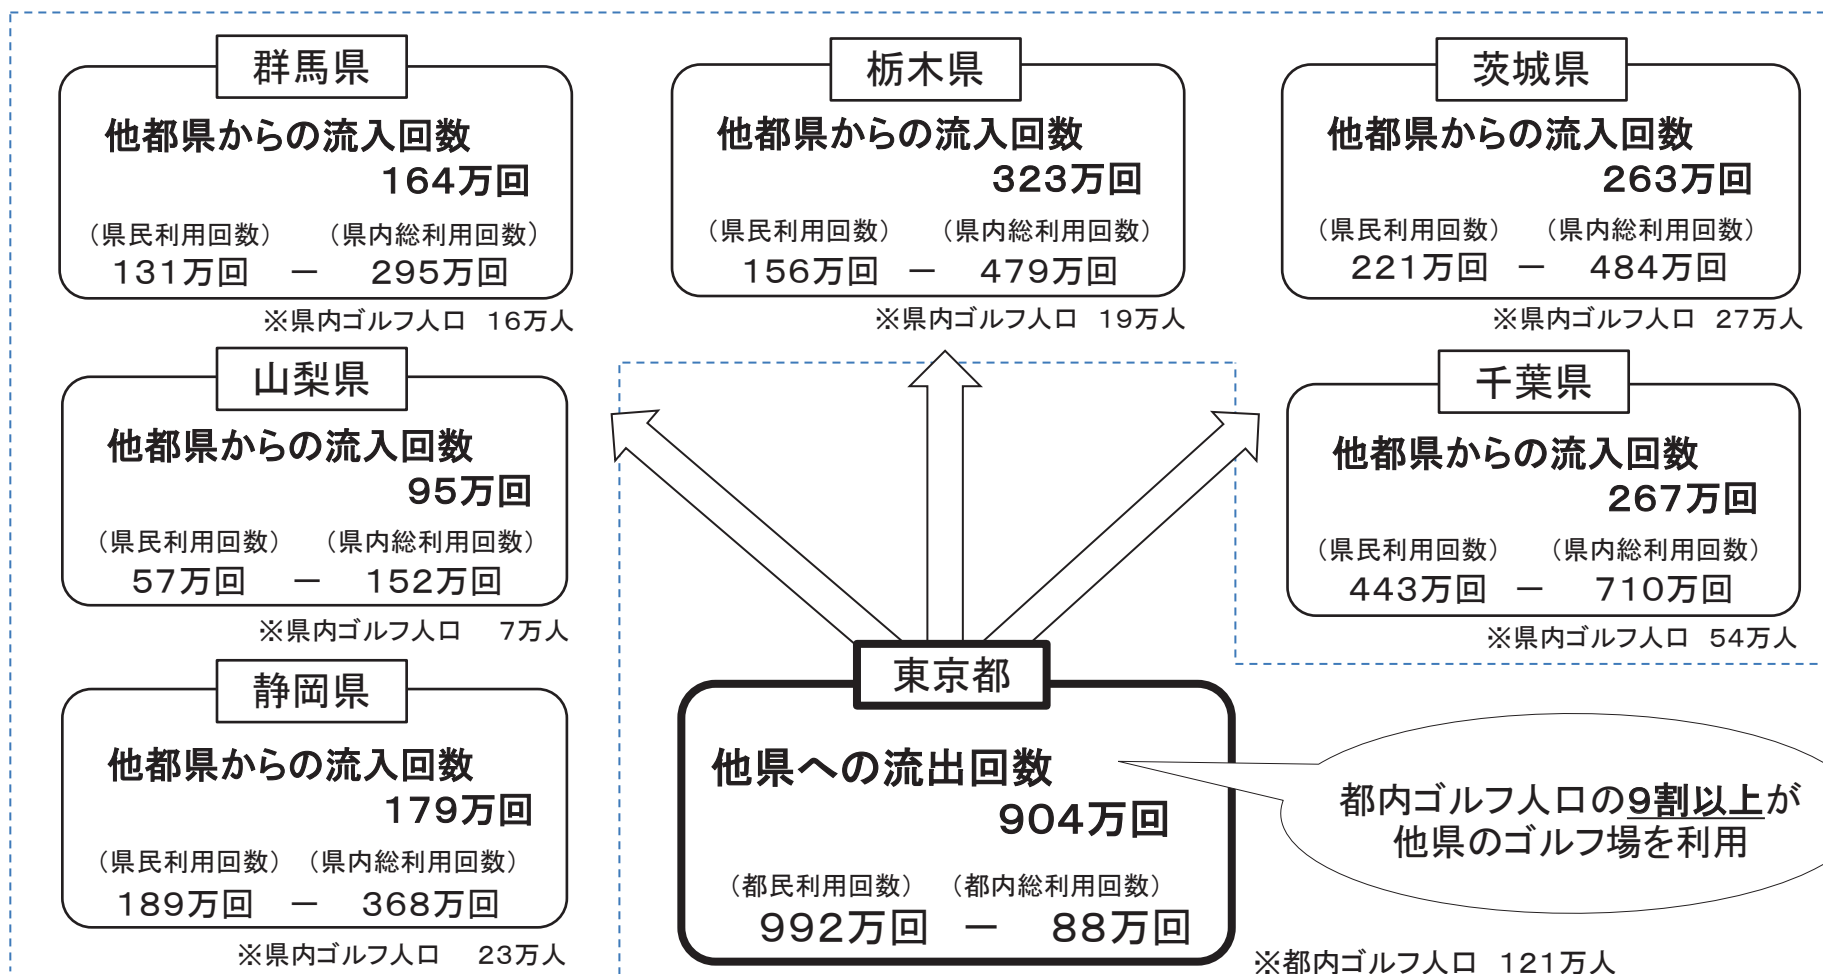 群馬県
他都県からの流入回数
164万回
（県民利用回数） （県内総利用回数）
131万回 － 295万回
※県内ゴルフ人口 16万人
栃木県
他都県からの流入回数
323万回
（県民利用回数） （県内総利用回数）
156万回 － 479万回
※県内ゴルフ人口 19万人
茨城県
他都県からの流入回数
263万回
（県民利用回数） （県内総利用回数）
221万回 － 484万回
※県内ゴルフ人口 27万人
山梨県
他都県からの流入回数
95万回
（県民利用回数） （県内総利用回数）
57万回 － 152万回
※県内ゴルフ人口 7万人
千葉県
他都県からの流入回数
267万回
（県民利用回数） （県内総利用回数）
443万回 － 710万回
※県内ゴルフ人口 54万人
静岡県
他都県からの流入回数
179万回
（県民利用回数） （県内総利用回数）
189万回 － 368万回
※県内ゴルフ人口 23万人
東京都
他県への流出回数
904万回
（都民利用回数） （都内総利用回数）
992万回 － 88万回
※都内ゴルフ人口 121万人
都内ゴルフ人口の9割以上が
他県のゴルフ場を利用